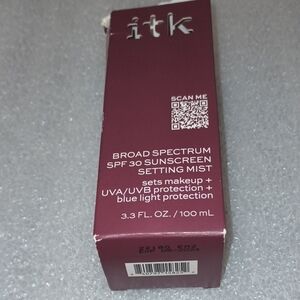 itk
SCAN ME
BROAD SPECTRUM
SPF 30 SUNSCREEN
SETTING MIST
sets makeup +
UVA/UVB protection +
blue light protection
3.3 FL. OZ. / 100 mL